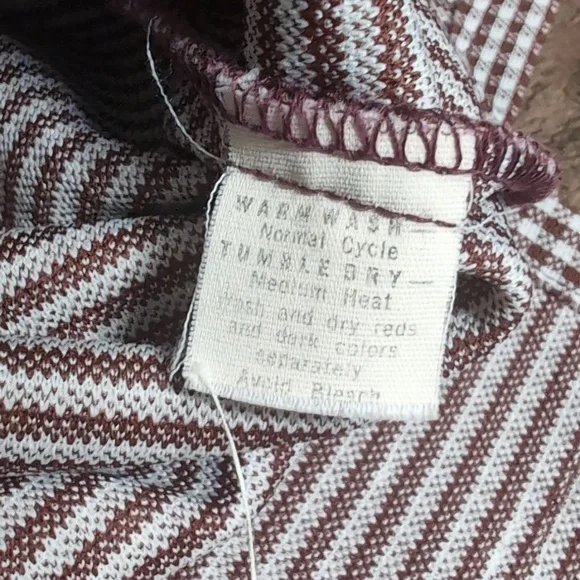 WARM WASH—
Normal Cycle
TUMBLE DRY—
Medium Heat
Wash and dry reds
and dark colors
separately
Avoid Bleach